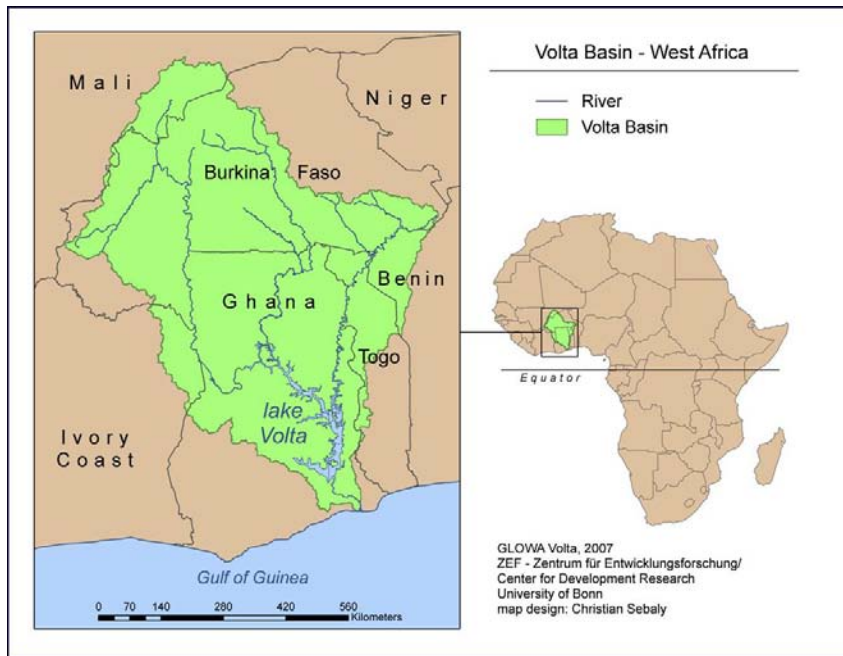 Mali
Niger
Burkina Faso
Benin
Ghana
Togo
lake
Volta
Ivory
Coast
Gulf of Guinea
0 70 140 280 420 560
Kilometers
Volta Basin - West Africa
River
Volta Basin
Equator
GLOWA Volta, 2007
ZEF - Zentrum für Entwicklungsforschung/
Center for Development Research
University of Bonn
map design: Christian Sebaly